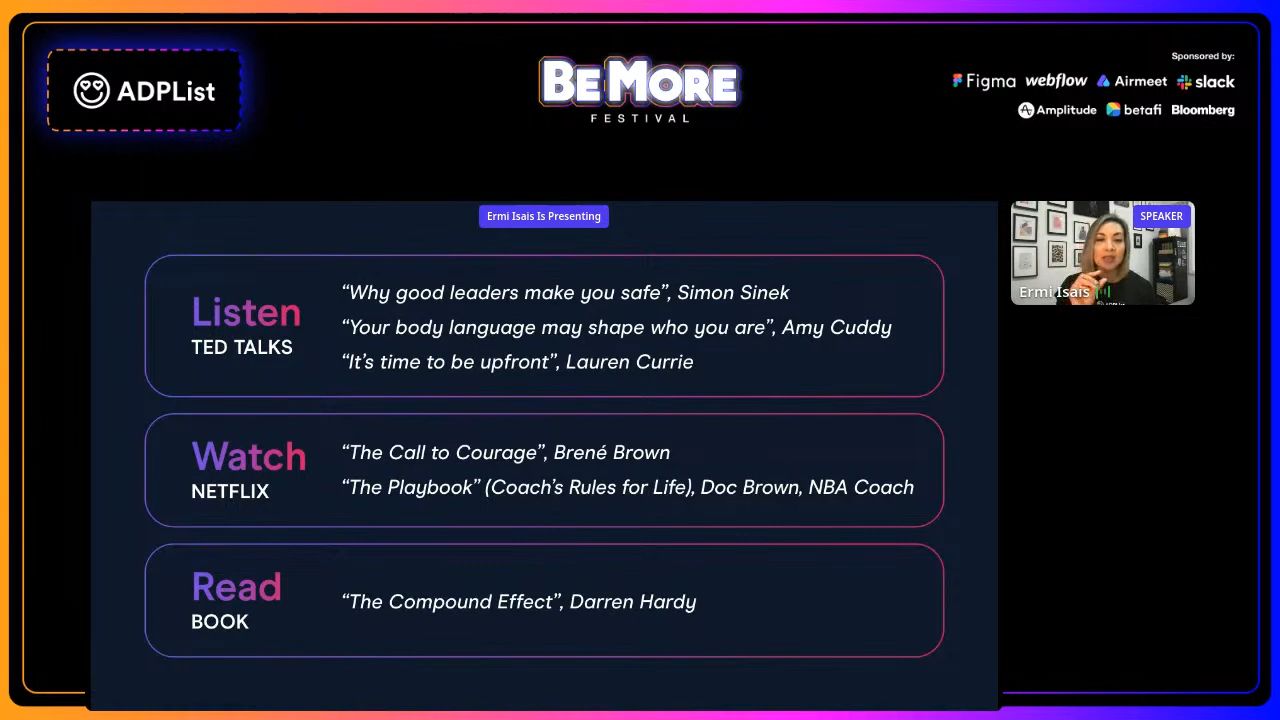 ADPList
BE MORE
FESTIVAL
Sponsored by:
Figma webflow Airmeet slack
Amplitude betafi Bloomberg
Ermi Isais Is Presenting
SPEAKER
Ermi Isais
Listen
TED TALKS
“Why good leaders make you safe”, Simon Sinek
“Your body language may shape who you are”, Amy Cuddy
“It’s time to be upfront”, Lauren Currie
Watch
NETFLIX
“The Call to Courage”, Brené Brown
“The Playbook” (Coach’s Rules for Life), Doc Brown, NBA Coach
Read
BOOK
“The Compound Effect”, Darren Hardy